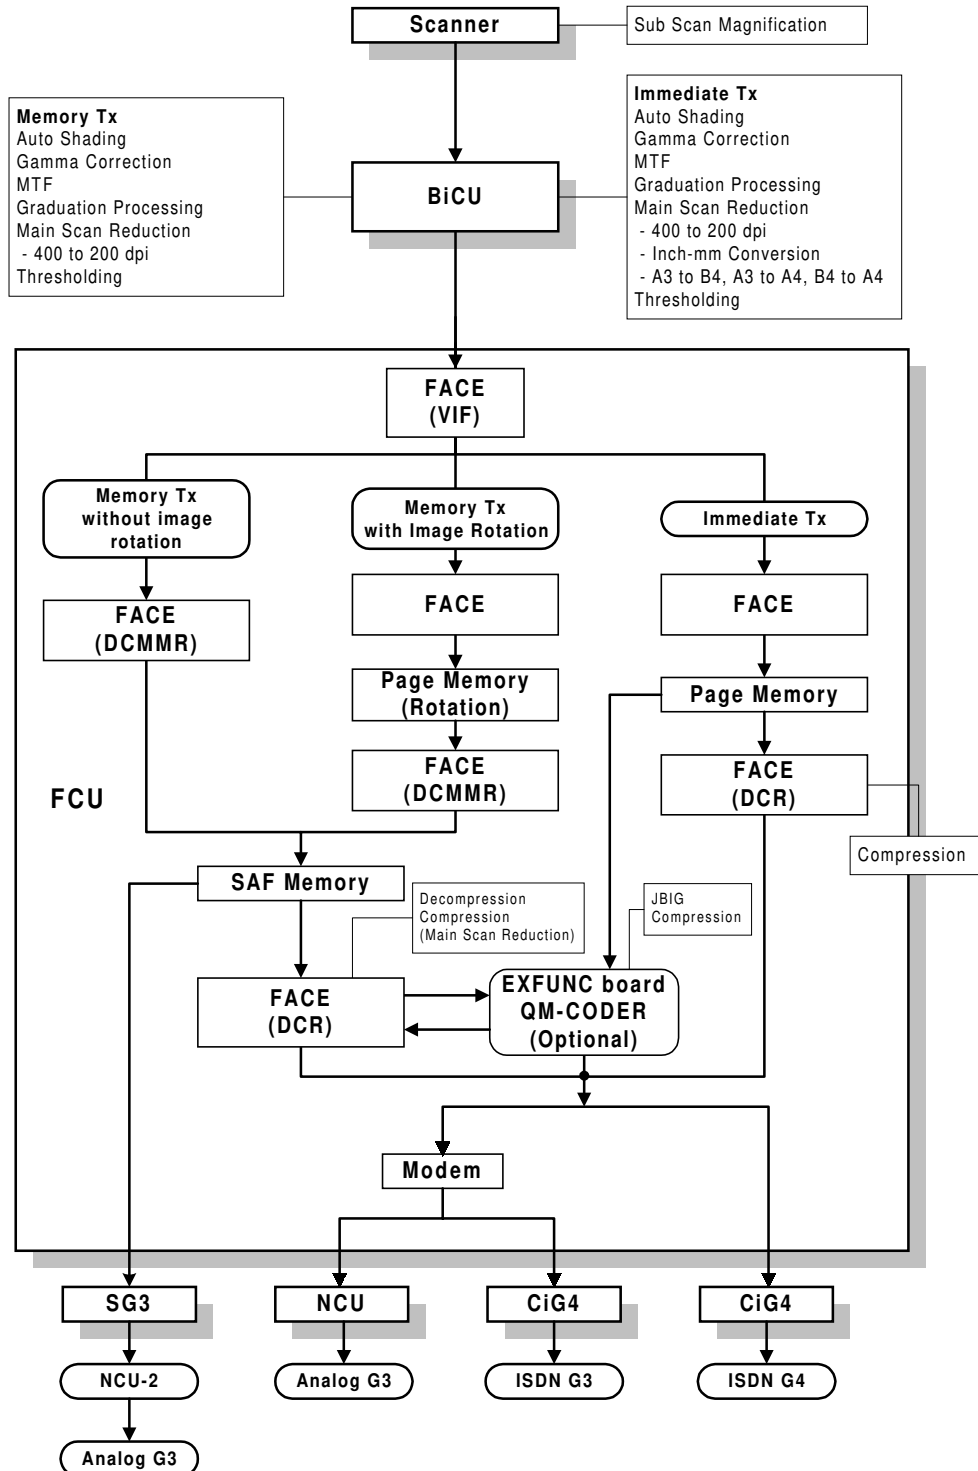 Scanner
Sub Scan Magnification
Memory Tx
Auto Shading
Gamma Correction
MTF
Graduation Processing
Main Scan Reduction
- 400 to 200 dpi
Thresholding
BiCU
Immediate Tx
Auto Shading
Gamma Correction
MTF
Graduation Processing
Main Scan Reduction
- 400 to 200 dpi
- Inch-mm Conversion
- A3 to B4, A3 to A4, B4 to A4
Thresholding
FACE
(VIF)
Memory Tx
without image
rotation
Memory Tx
with Image Rotation
Immediate Tx
FACE
(DCMMR)
FACE
FACE
Page Memory
(Rotation)
Page Memory
FACE
(DCMMR)
FACE
(DCR)
FCU
Compression
SAF Memory
Decompression
Compression
(Main Scan Reduction)
JBIG
Compression
FACE
(DCR)
EXFUNC board
QM-CODER
(Optional)
Modem
SG3
NCU
CiG4
CiG4
NCU-2
Analog G3
ISDN G3
ISDN G4
Analog G3